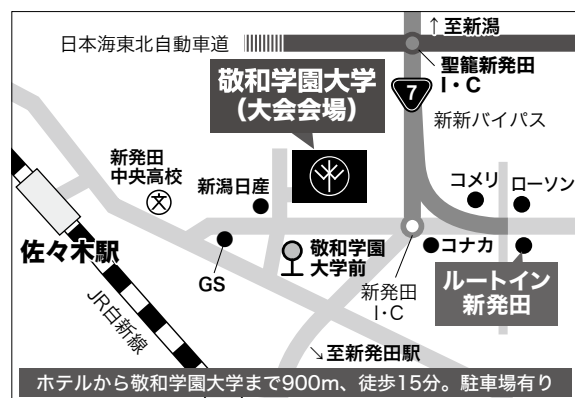 ↑至新潟
日本海東北自動車道
聖籠新発田
I・C
敬和学園大学
(大会会場)
7
新新バイパス
新発田
中央高校
文
新潟日産
コメリ
ローソン
佐々木駅
GS
敬和学園
大学前
コナカ
新発田
I・C
ルートイン
新発田
JR白新線
↘至新発田駅
ホテルから敬和学園大学まで900m、徒歩15分。駐車場有り